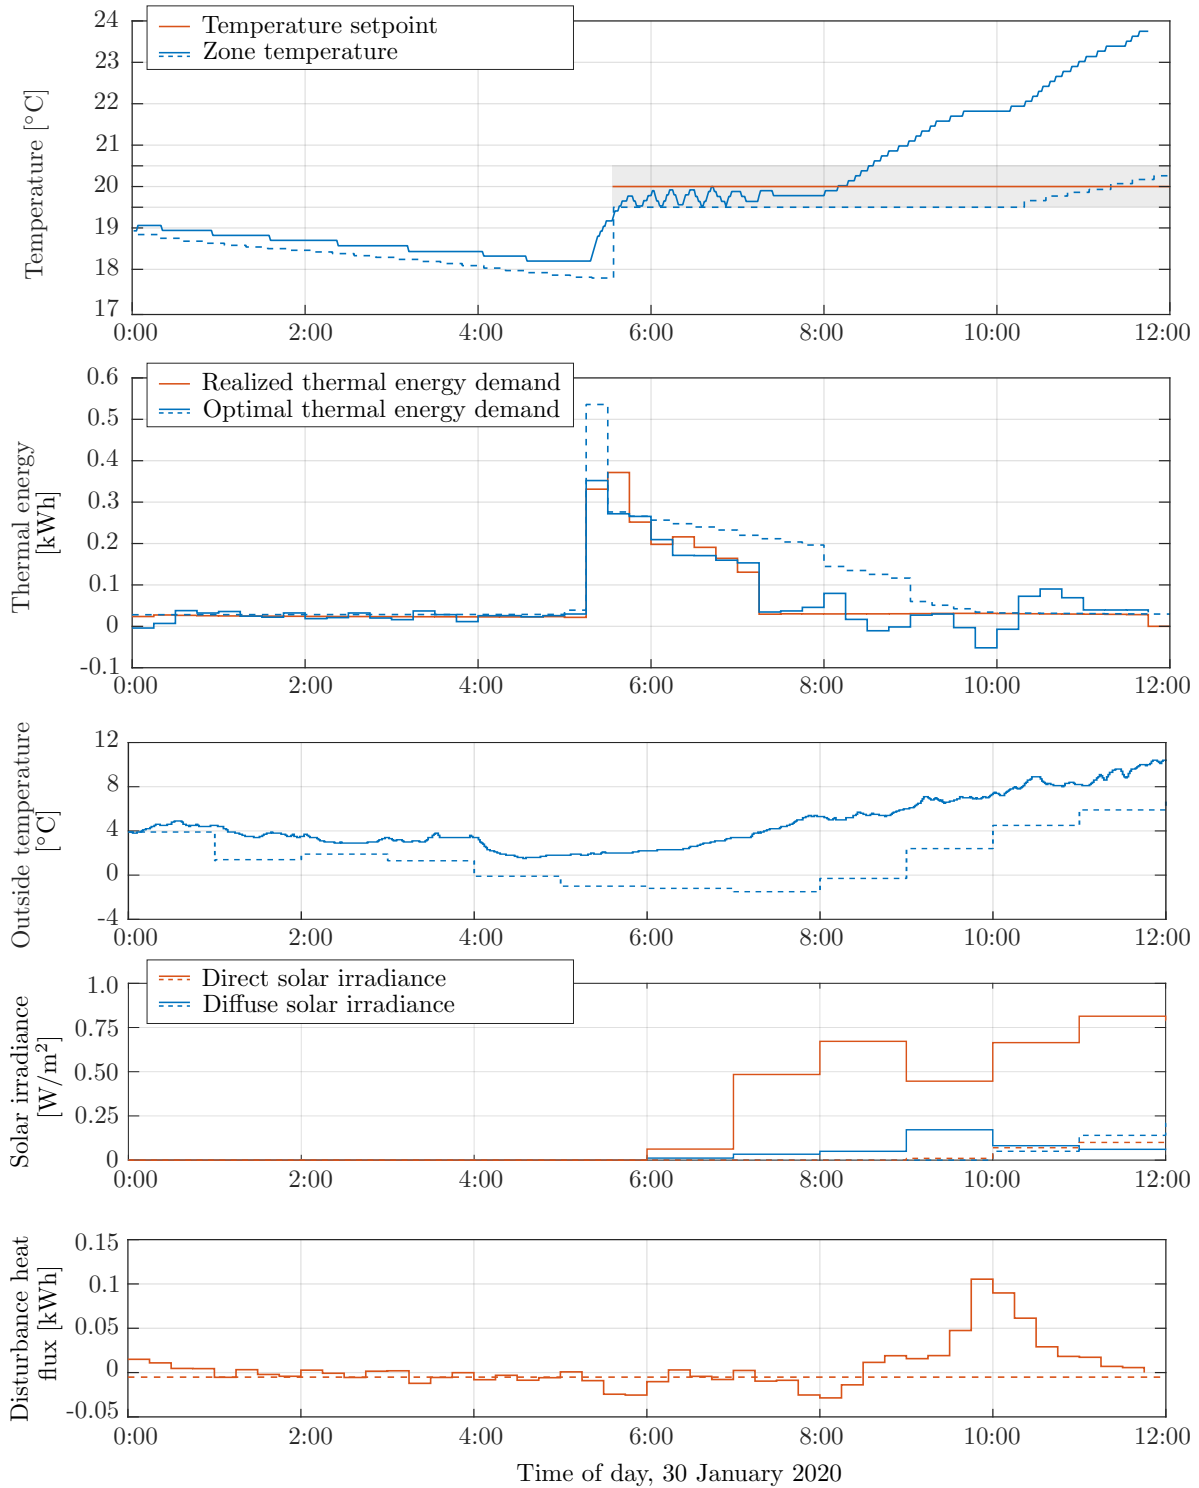 Temperature setpoint
Zone temperature
24
23
22
21
20
19
18
17
Temperature [°C]
0:00 2:00 4:00 6:00 8:00 10:00 12:00
Realized thermal energy demand
Optimal thermal energy demand
0.6
0.5
0.4
0.3
0.2
0.1
0
-0.1
Thermal energy
[kWh]
0:00 2:00 4:00 6:00 8:00 10:00 12:00
12
8
4
0
-4
Outside temperature
[°C]
0:00 2:00 4:00 6:00 8:00 10:00 12:00
Direct solar irradiance
Diffuse solar irradiance
1.0
0.75
0.50
0.25
0
Solar irradiance
[W/m²]
0:00 2:00 4:00 6:00 8:00 10:00 12:00
0.15
0.1
0.05
0
-0.05
Disturbance heat
flux [kWh]
0:00 2:00 4:00 6:00 8:00 10:00 12:00
Time of day, 30 January 2020